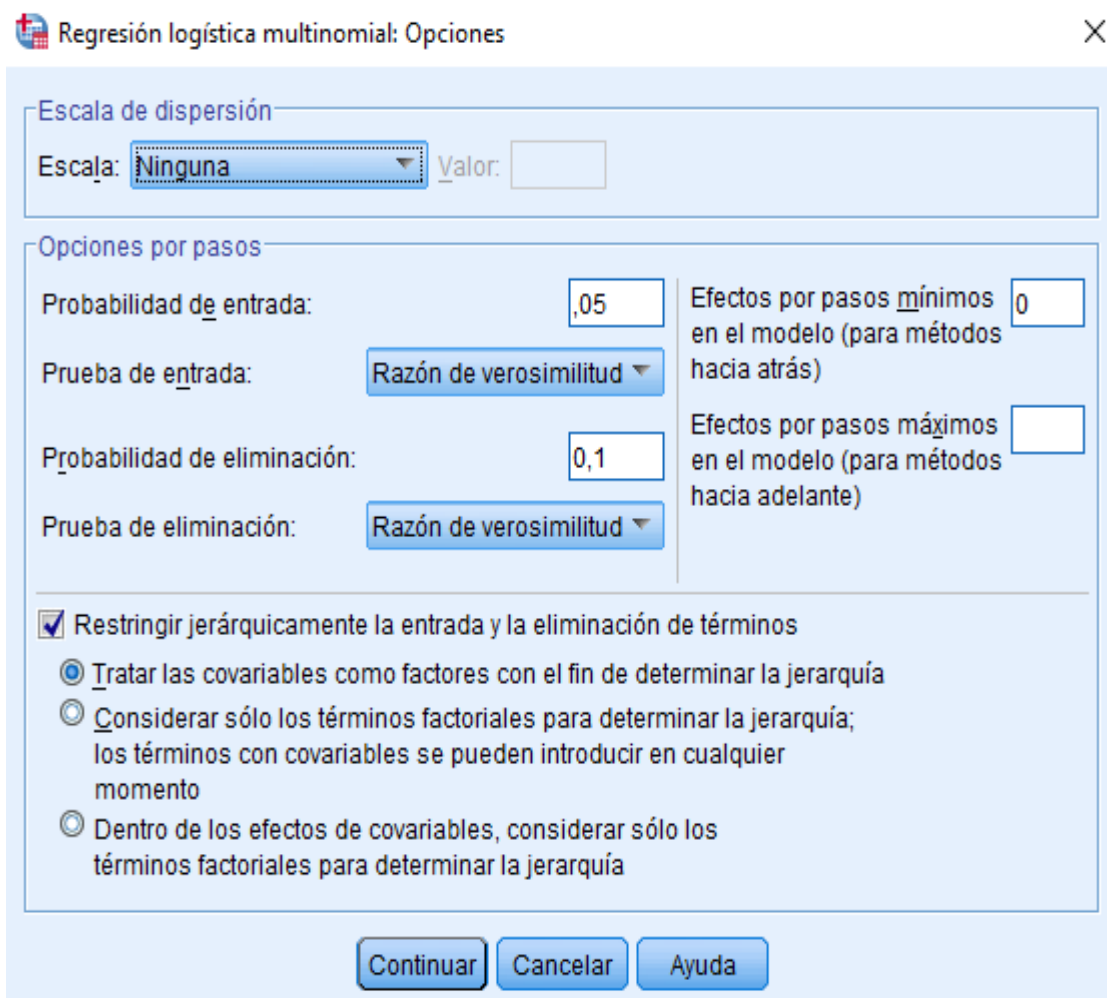 Regresión logística multinomial: Opciones
Escala de dispersión
Escala: Ninguna Valor:
Opciones por pasos
Probabilidad de entrada: ,05
Prueba de entrada: Razón de verosimilitud
Probabilidad de eliminación: 0,1
Prueba de eliminación: Razón de verosimilitud
Efectos por pasos mínimos 0
en el modelo (para métodos
hacia atrás)
Efectos por pasos máximos
en el modelo (para métodos
hacia adelante)
Restringir jerárquicamente la entrada y la eliminación de términos
Tratar las covariables como factores con el fin de determinar la jerarquía
Considerar sólo los términos factoriales para determinar la jerarquía;
los términos con covariables se pueden introducir en cualquier
momento
Dentro de los efectos de covariables, considerar sólo los
términos factoriales para determinar la jerarquía
Continuar Cancelar Ayuda